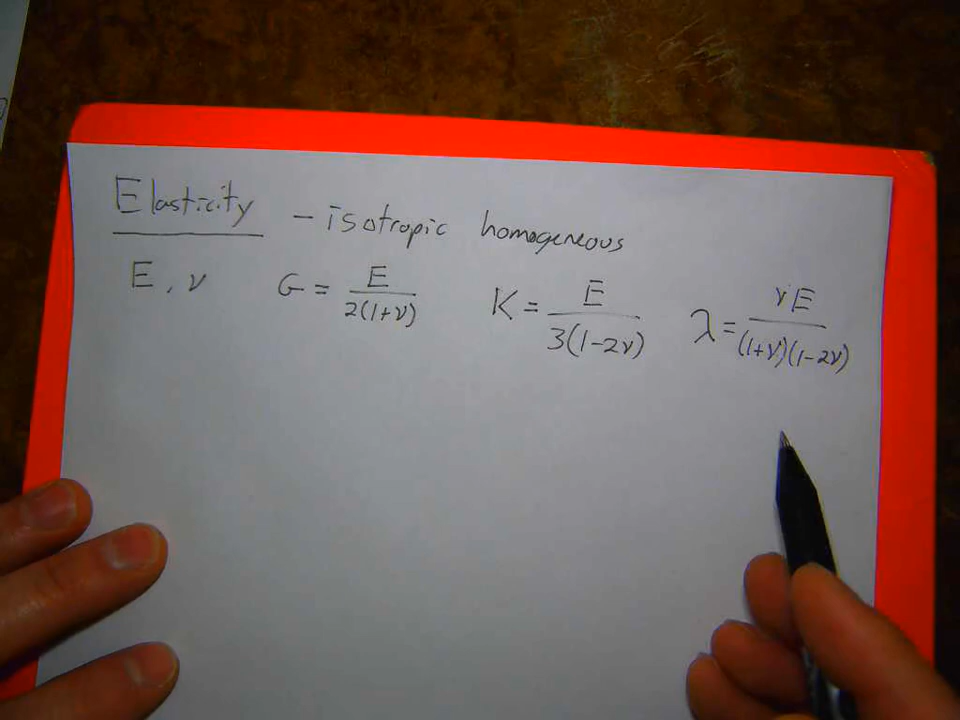 Elasticity - isotropic homogeneous
E, ν G = E / 2(1+ν) K = E / 3(1-2ν) λ = νE / (1+ν)(1-2ν)